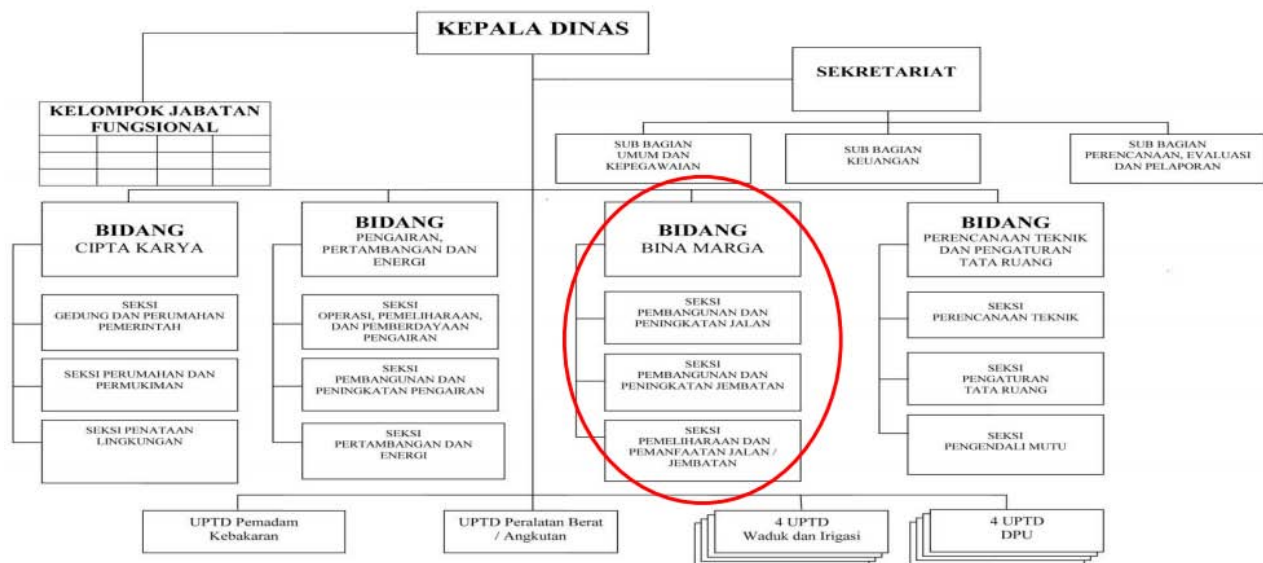 KEPALA DINAS
SEKRETARIAT
KELOMPOK JABATAN
FUNGSIONAL
SUB BAGIAN
UMUM DAN
KEPEGAWAIAN
SUB BAGIAN
KEUANGAN
SUB BAGIAN
PERENCANAAN, EVALUASI
DAN PELAPORAN
BIDANG
CIPTA KARYA
SEKSI
GEDUNG DAN PERUMAHAN
PEMERINTAH
SEKSI PERUMAHAN DAN
PERMUKIMAN
SEKSI PENATAAN
LINGKUNGAN
BIDANG
PENGAIRAN,
PERTAMBANGAN DAN
ENERGI
SEKSI
OPERASI, PEMELIHARAAN,
DAN PEMBERDAYAAN
PENGAIRAN
SEKSI
PEMBANGUNAN DAN
PENINGKATAN PENGAIRAN
SEKSI
PERTAMBANGAN DAN
ENERGI
BIDANG
BINA MARGA
SEKSI
PEMBANGUNAN DAN
PENINGKATAN JALAN
SEKSI
PEMBANGUNAN DAN
PENINGKATAN JEMBATAN
SEKSI
PEMELIHARAAN DAN
PEMANFAATAN JALAN /
JEMBATAN
BIDANG
PERENCANAAN TEKNIK
DAN PENGATURAN
TATA RUANG
SEKSI
PERENCANAAN TEKNIK
SEKSI
PENGATURAN
TATA RUANG
SEKSI
PENGENDALI MUTU
UPTD Pemadam
Kebakaran
UPTD Peralatan Berat
/ Angkutan
4 UPTD
Waduk dan Irigasi
4 UPTD
DPU